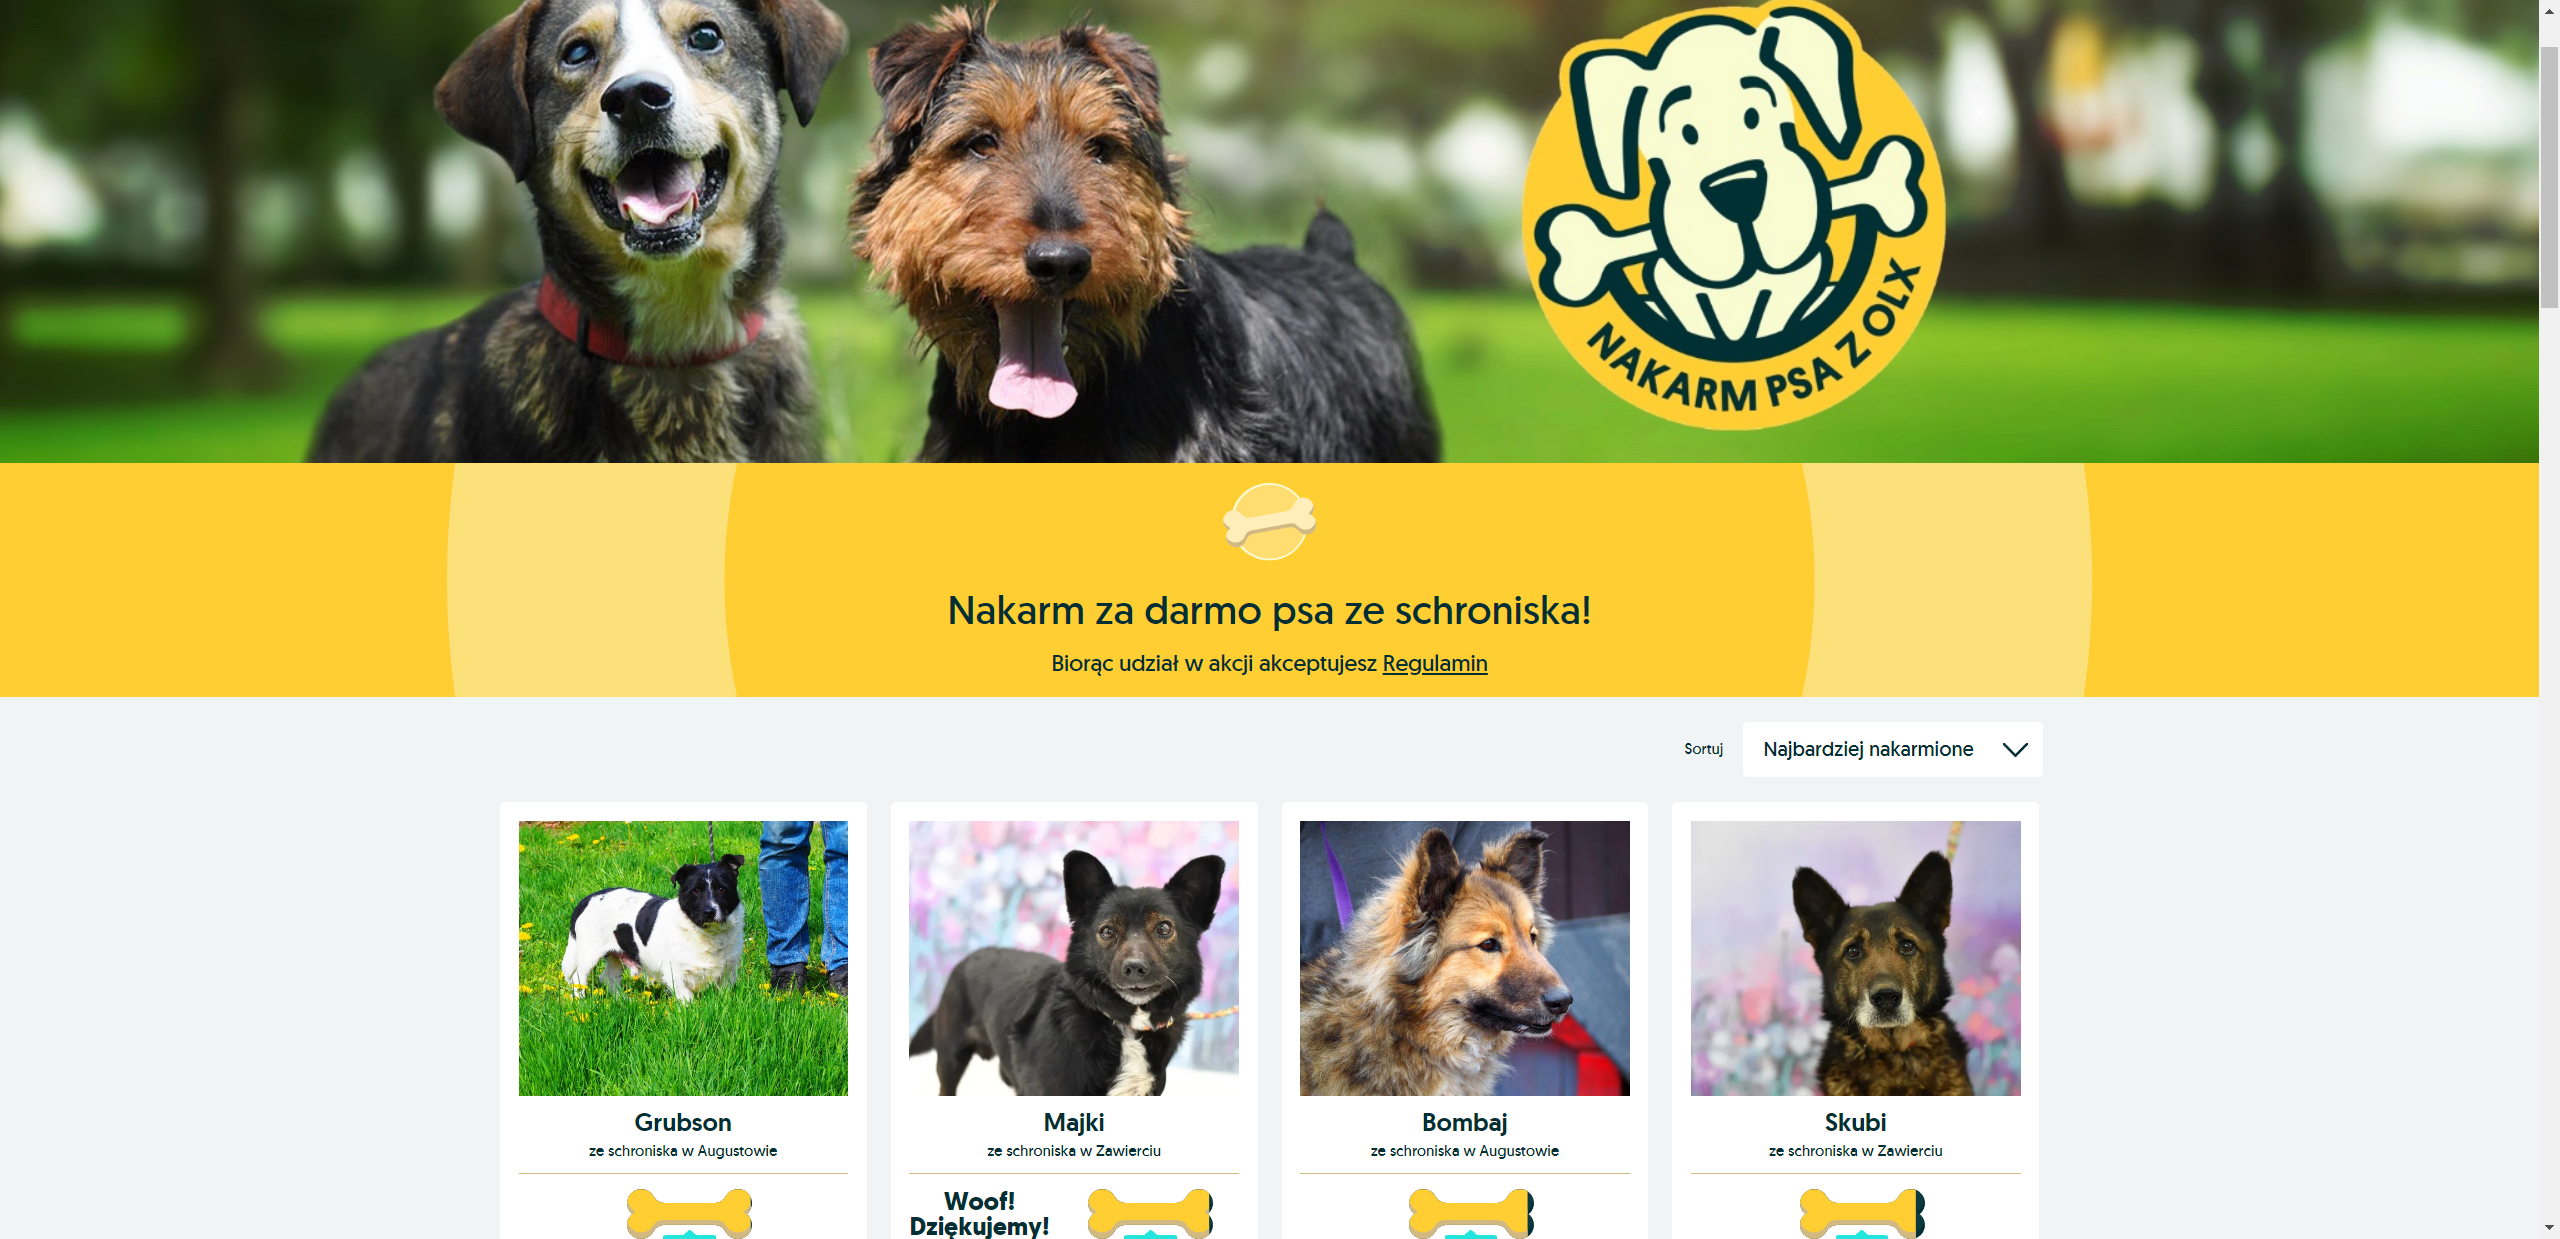 NAKARM PSA Z OLX
Nakarm za darmo psa ze schroniska!
Biorąc udział w akcji akceptujesz Regulamin
Sortuj
Najbardziej nakarmione
Grubson
ze schroniska w Augustowie
Majki
ze schroniska w Zawierciu
Woof!
Dziękujemy!
Bombaj
ze schroniska w Augustowie
Skubi
ze schroniska w Zawierciu